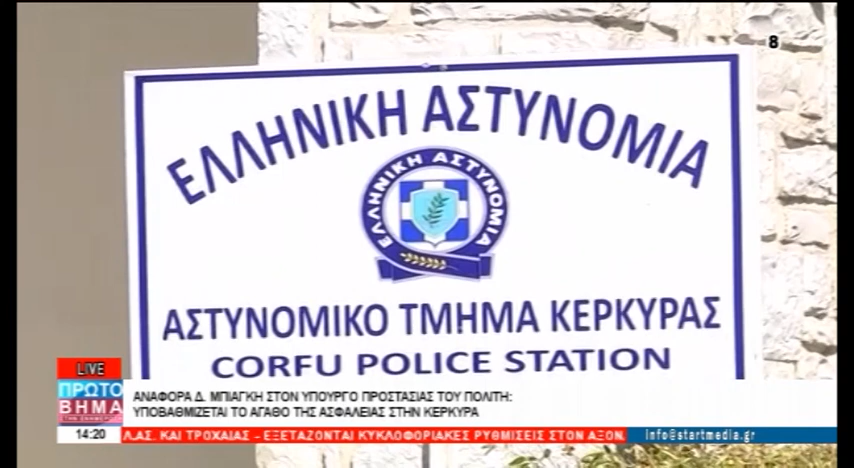 8
ΕΛΛΗΝΙΚΗ ΑΣΤΥΝΟΜΙΑ
ΕΛΛΗΝΙΚΗ ΑΣΤΥΝΟΜΙΑ
ΑΣΤΥΝΟΜΙΚΟ ΤΜΗΜΑ ΚΕΡΚΥΡΑΣ
CORFU POLICE STATION
LIVE
ΠΡΩΤΟ
ΒΗΜΑ
ΑΝΑΦΟΡΑ Δ. ΜΠΙΑΓΚΗ ΣΤΟΝ ΥΠΟΥΡΓΟ ΠΡΟΣΤΑΣΙΑΣ ΤΟΥ ΠΟΛΙΤΗ:
ΥΠΟΒΑΘΜΙΖΕΤΑΙ ΤΟ ΑΓΑΘΟ ΤΗΣ ΑΣΦΑΛΕΙΑΣ ΣΤΗΝ ΚΕΡΚΥΡΑ
14:20 Λ.ΑΣ. ΚΑΙ ΤΡΟΧΑΙΑΣ – ΕΞΕΤΑΖΟΝΤΑΙ ΚΥΚΛΟΦΟΡΙΑΚΕΣ ΡΥΘΜΙΣΕΙΣ ΣΤΟΝ ΑΞΟΝ info@startmedia.gr